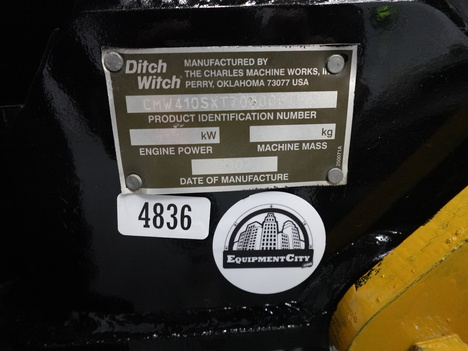 Ditch
Witch
MANUFACTURED BY
THE CHARLES MACHINE WORKS,
PERRY, OKLAHOMA 73077 USA
PRODUCT IDENTIFICATION NUMBER
kW
kg
ENGINE POWER
MACHINE MASS
DATE OF MANUFACTURE
4836
EQUIPMENTCITY